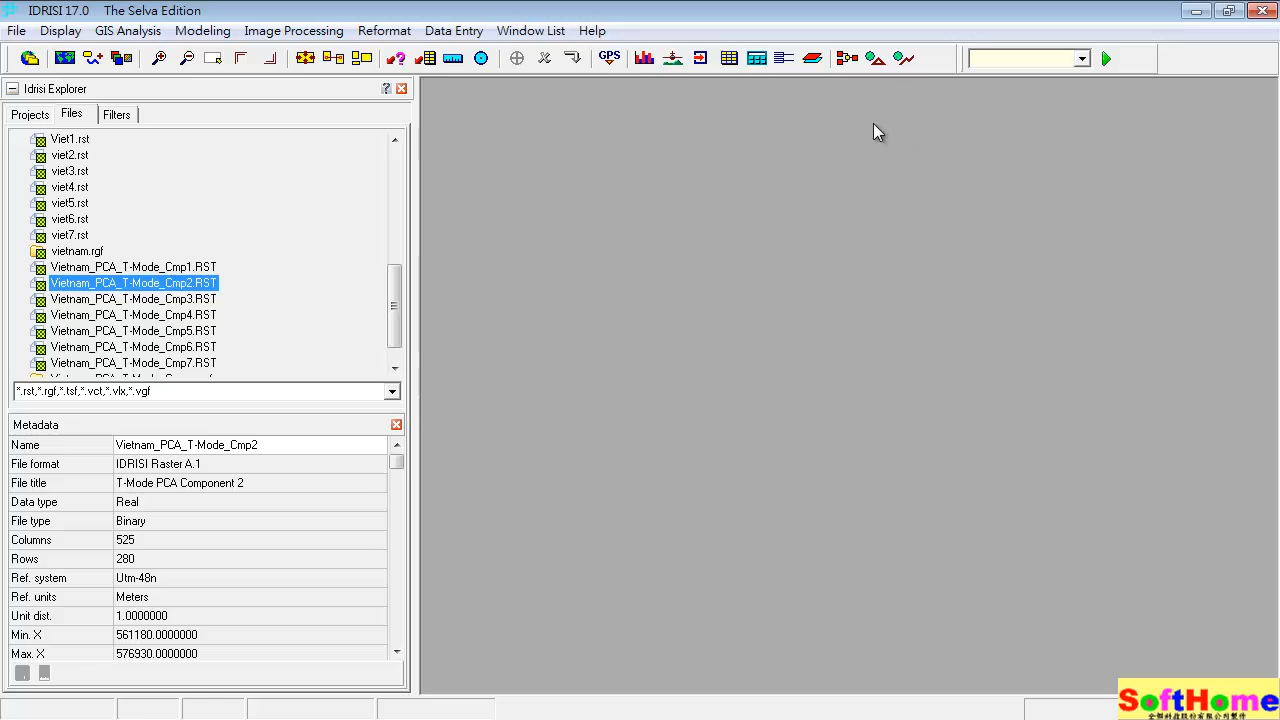 IDRISI 17.0 The Selva Edition
File Display GIS Analysis Modeling Image Processing Reformat Data Entry Window List Help
GPS
Idrisi Explorer
?
Projects Files Filters
Viet1.rst
viet2.rst
viet3.rst
viet4.rst
viet5.rst
viet6.rst
viet7.rst
vietnam.rgf
Vietnam_PCA_T-Mode_Cmp1.RST
Vietnam_PCA_T-Mode_Cmp2.RST
Vietnam_PCA_T-Mode_Cmp3.RST
Vietnam_PCA_T-Mode_Cmp4.RST
Vietnam_PCA_T-Mode_Cmp5.RST
Vietnam_PCA_T-Mode_Cmp6.RST
Vietnam_PCA_T-Mode_Cmp7.RST
*.rst,*.rgf,*.tsf,*.vct,*.vlx,*.vgf
Metadata
Name Vietnam_PCA_T-Mode_Cmp2
File format IDRISI Raster A.1
File title T-Mode PCA Component 2
Data type Real
File type Binary
Columns 525
Rows 280
Ref. system Utm-48n
Ref. units Meters
Unit dist. 1.0000000
Min. X 561180.0000000
Max. X 576930.0000000
SoftHome